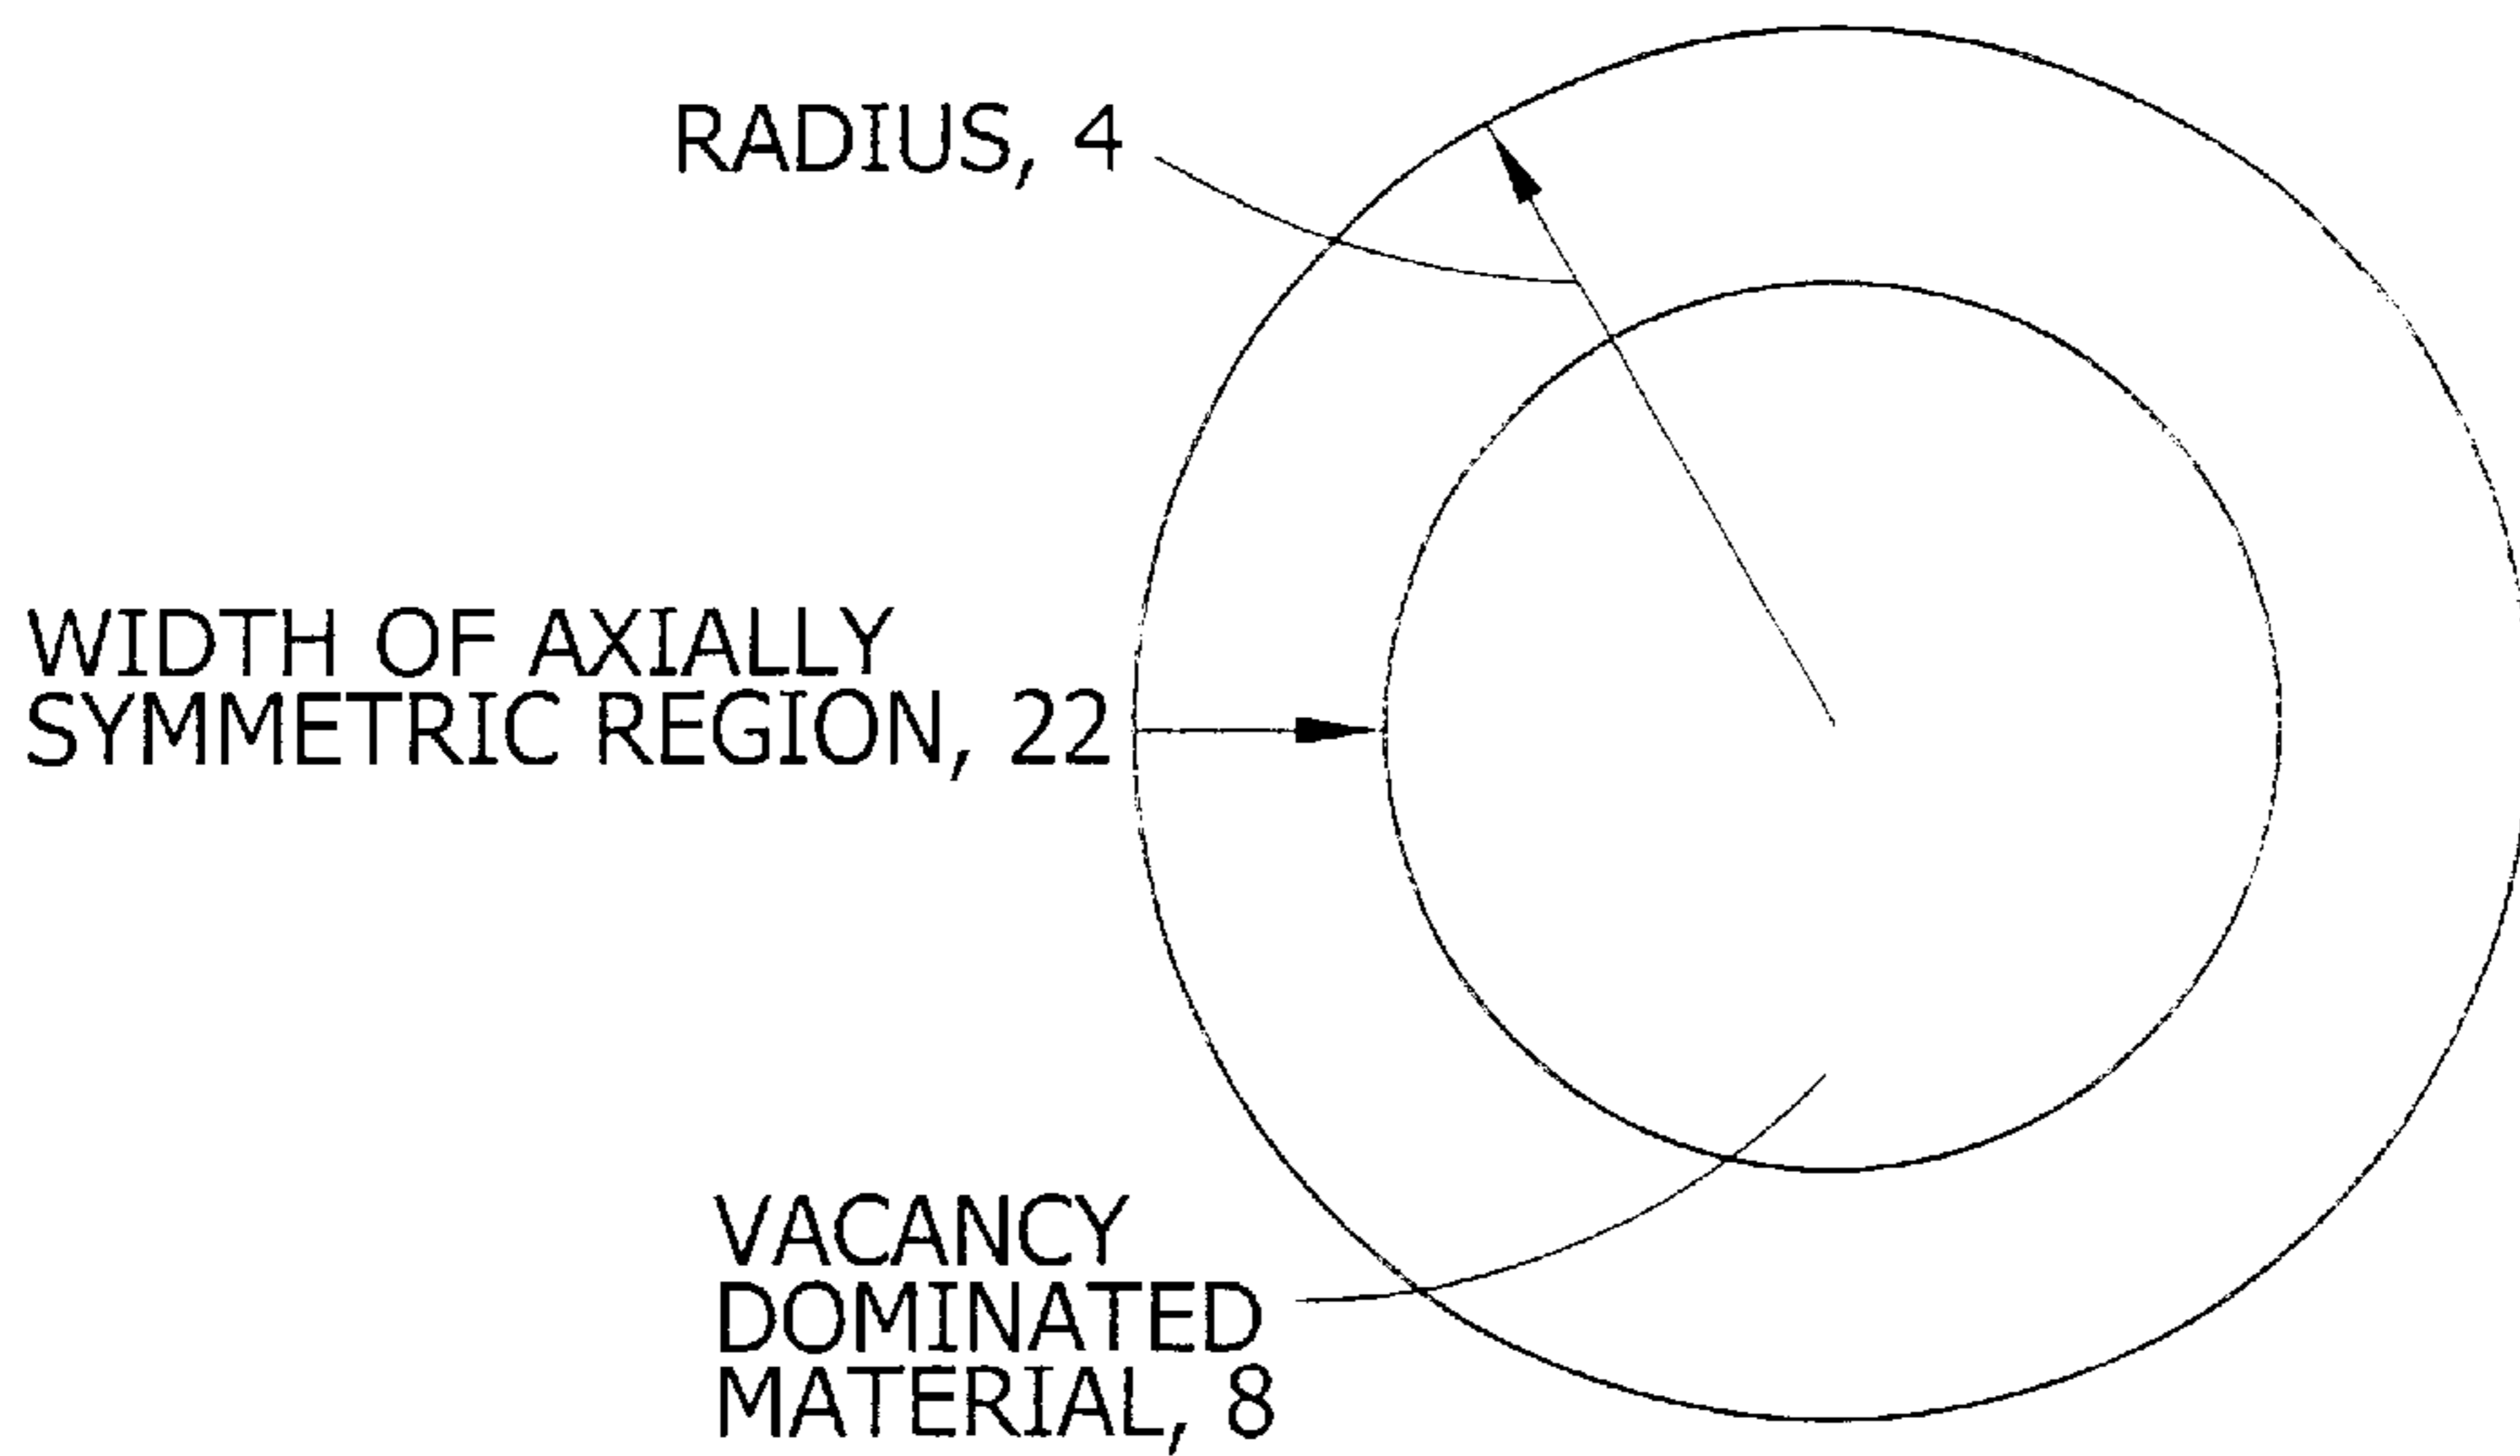 RADIUS, 4
WIDTH OF AXIALLY
SYMMETRIC REGION, 22
VACANCY
DOMINATED
MATERIAL, 8